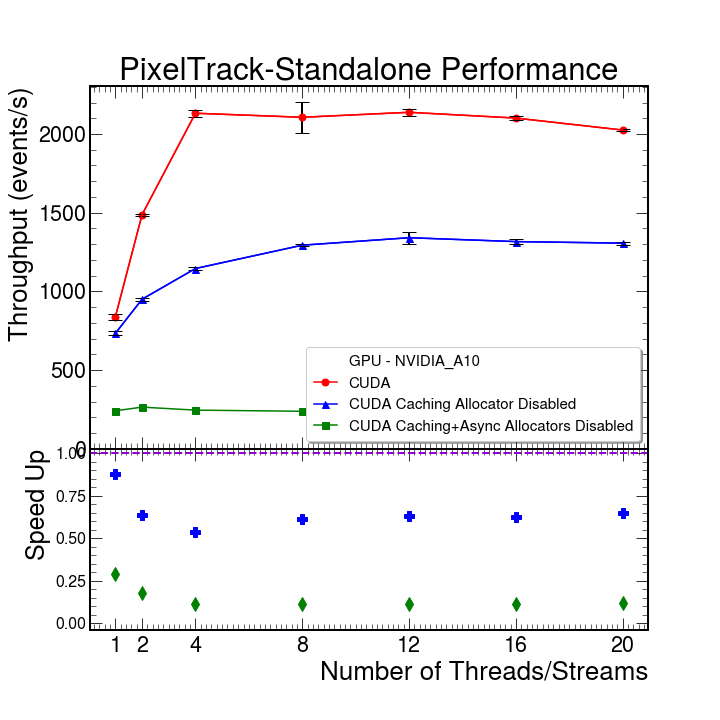 PixelTrack-Standalone Performance
Throughput (events/s)
2000
1500
1000
500
0
GPU - NVIDIA_A10
CUDA
CUDA Caching Allocator Disabled
CUDA Caching+Async Allocators Disabled
Speed Up
1.00
0.75
0.50
0.25
0.00
1 2 4 8 12 16 20
Number of Threads/Streams